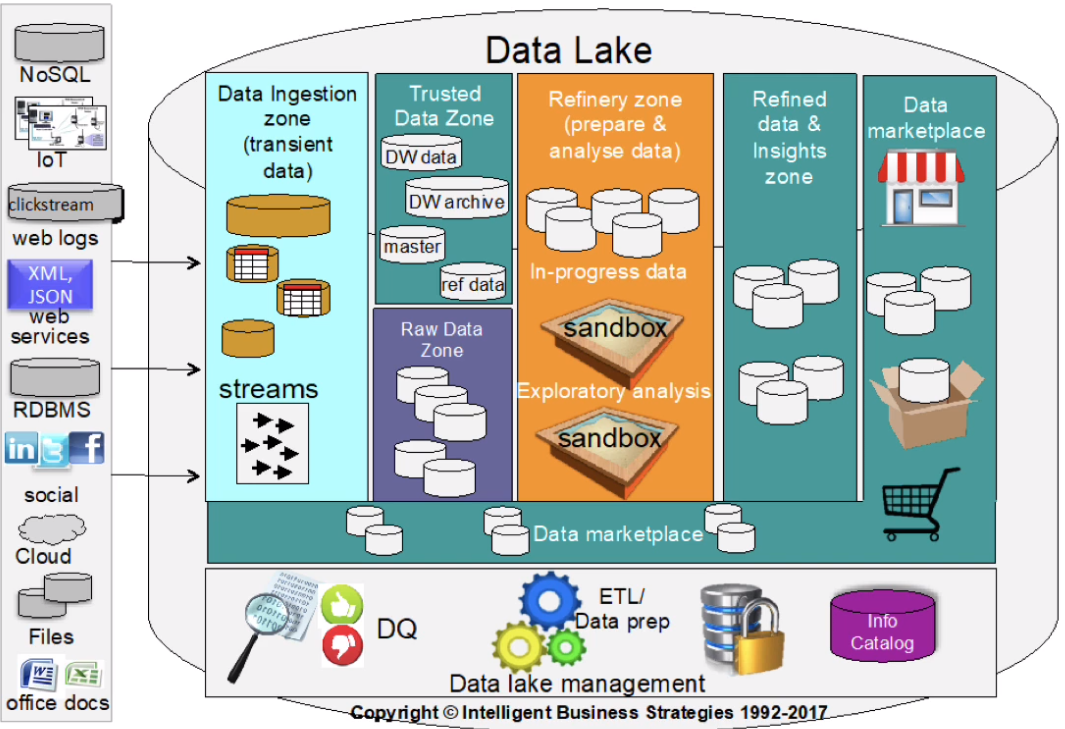 Data Lake
NoSQL
IoT
clickstream
web logs
XML,
JSON
web
services
RDBMS
in
f
social
Cloud
Files
W
X
office docs
Data Ingestion
zone
(transient
data)
streams
Trusted
Data Zone
DW data
DW archive
master
ref data
Raw Data
Zone
Refinery zone
(prepare &
analyse data)
In-progress data
sandbox
Exploratory analysis
sandbox
Refined
data &
Insights
zone
Data
marketplace
Data marketplace
DQ
ETL/
Data prep
Info
Catalog
Data lake management
Copyright © Intelligent Business Strategies 1992-2017